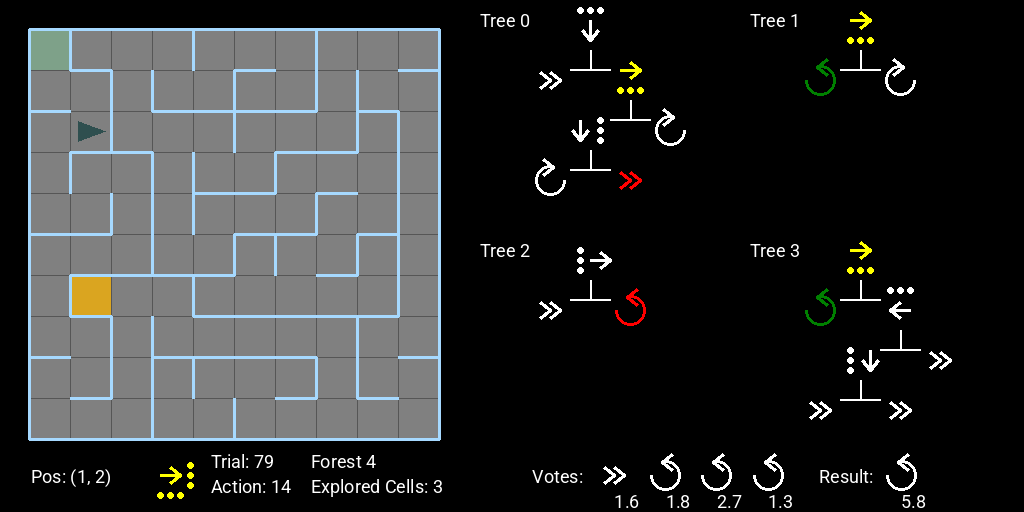 Tree 0
Tree 1
Tree 2
Tree 3
Pos: (1, 2)
Trial: 79
Forest 4
Action: 14
Explored Cells: 3
Votes:
1.6
1.8
2.7
1.3
Result:
5.8